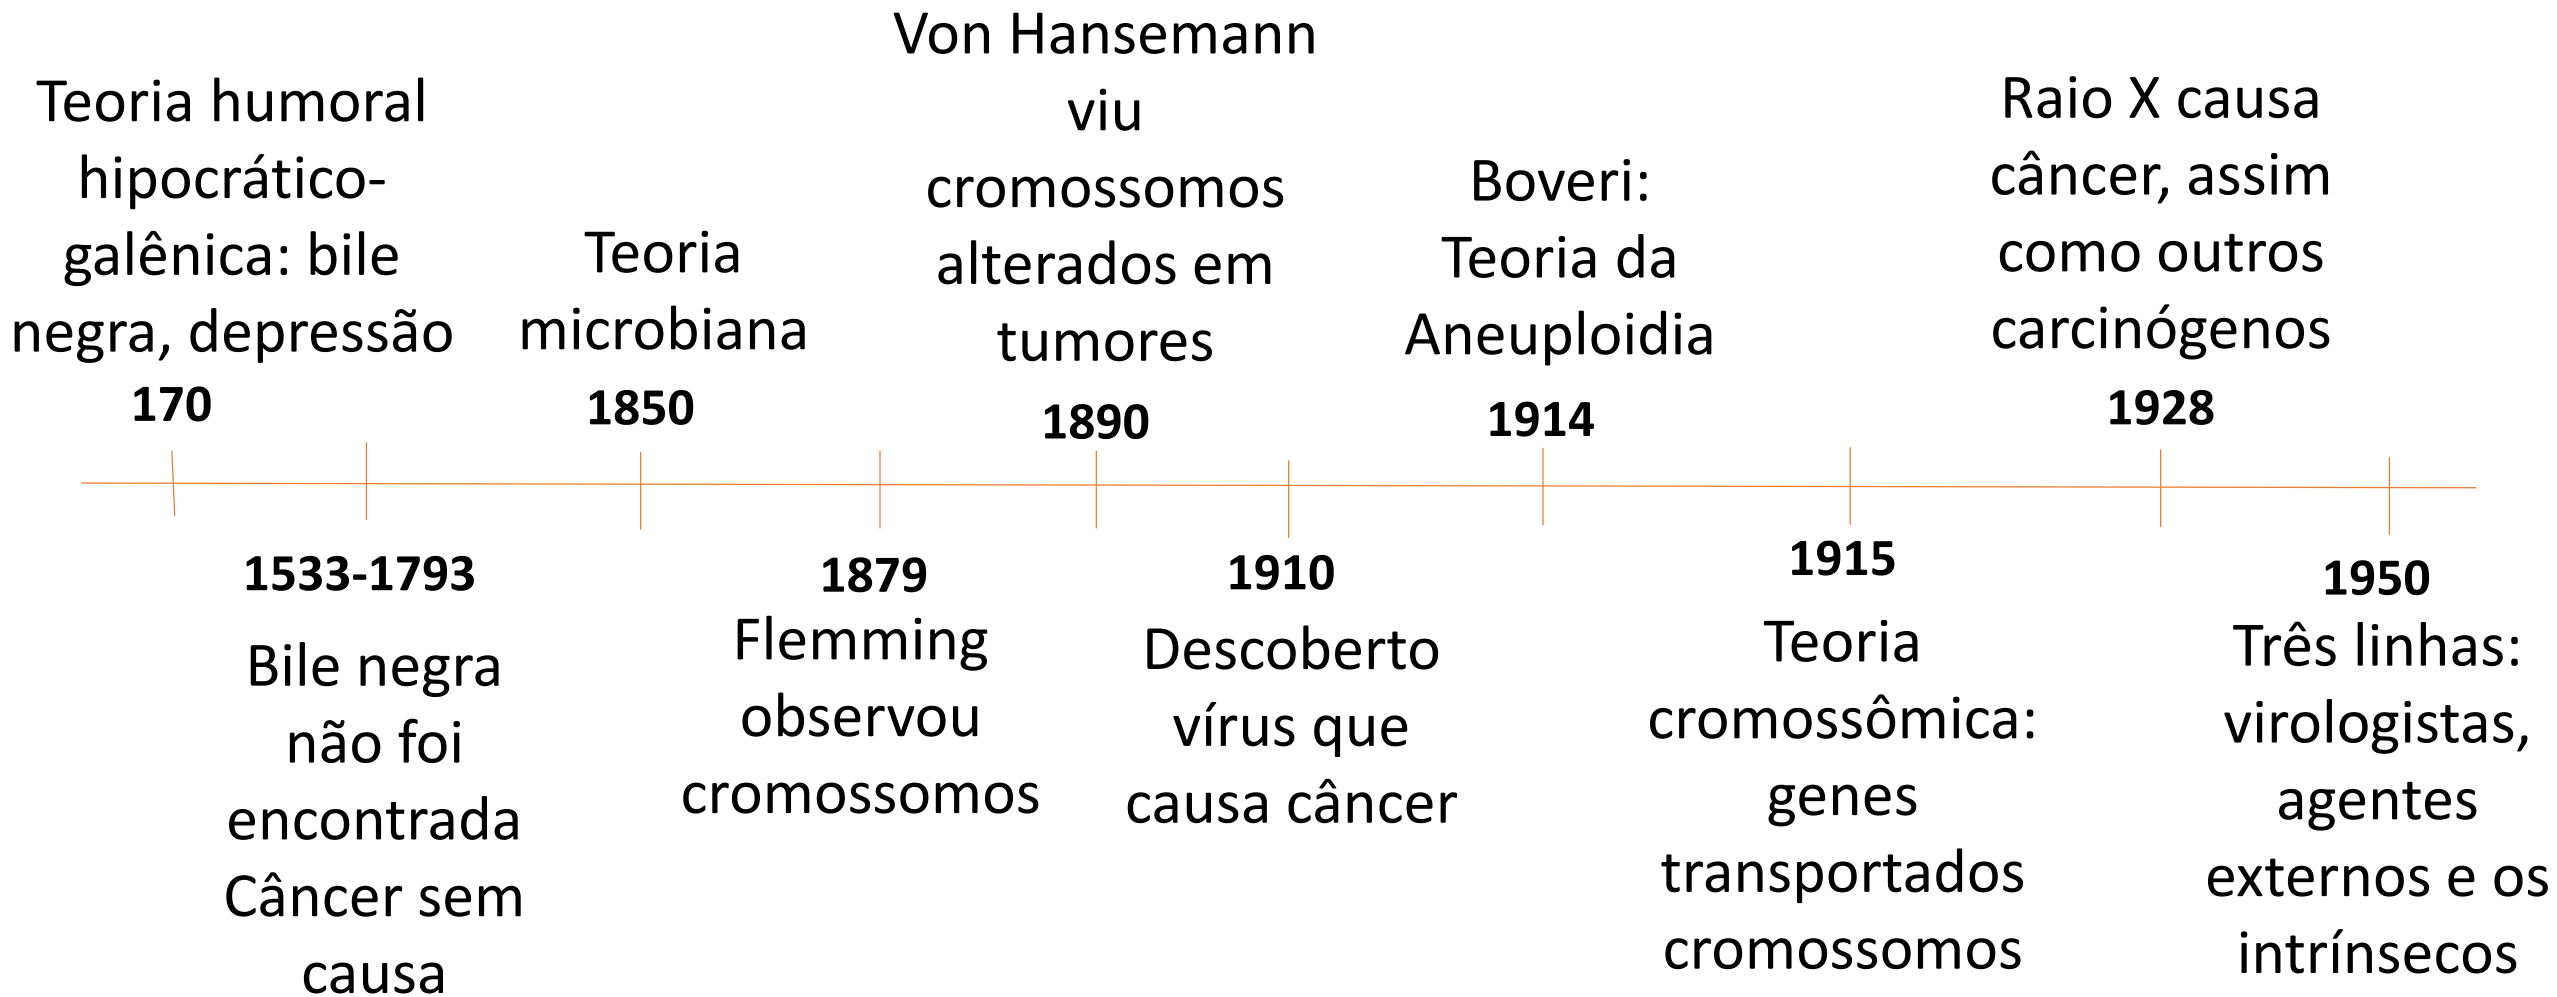 Teoria humoral
hipocrático-
galênica: bile
negra, depressão
170
1533-1793
Bile negra
não foi
encontrada
Câncer sem
causa
Teoria
microbiana
1850
1879
Flemming
observou
cromossomos
Von Hansemann
viu
cromossomos
alterados em
tumores
1890
1910
Descoberto
vírus que
causa câncer
Boveri:
Teoria da
Aneuploidia
1914
1915
Teoria
cromossômica:
genes
transportados
cromossomos
Raio X causa
câncer, assim
como outros
carcinógenos
1928
1950
Três linhas:
virologistas,
agentes
externos e os
intrínsecos